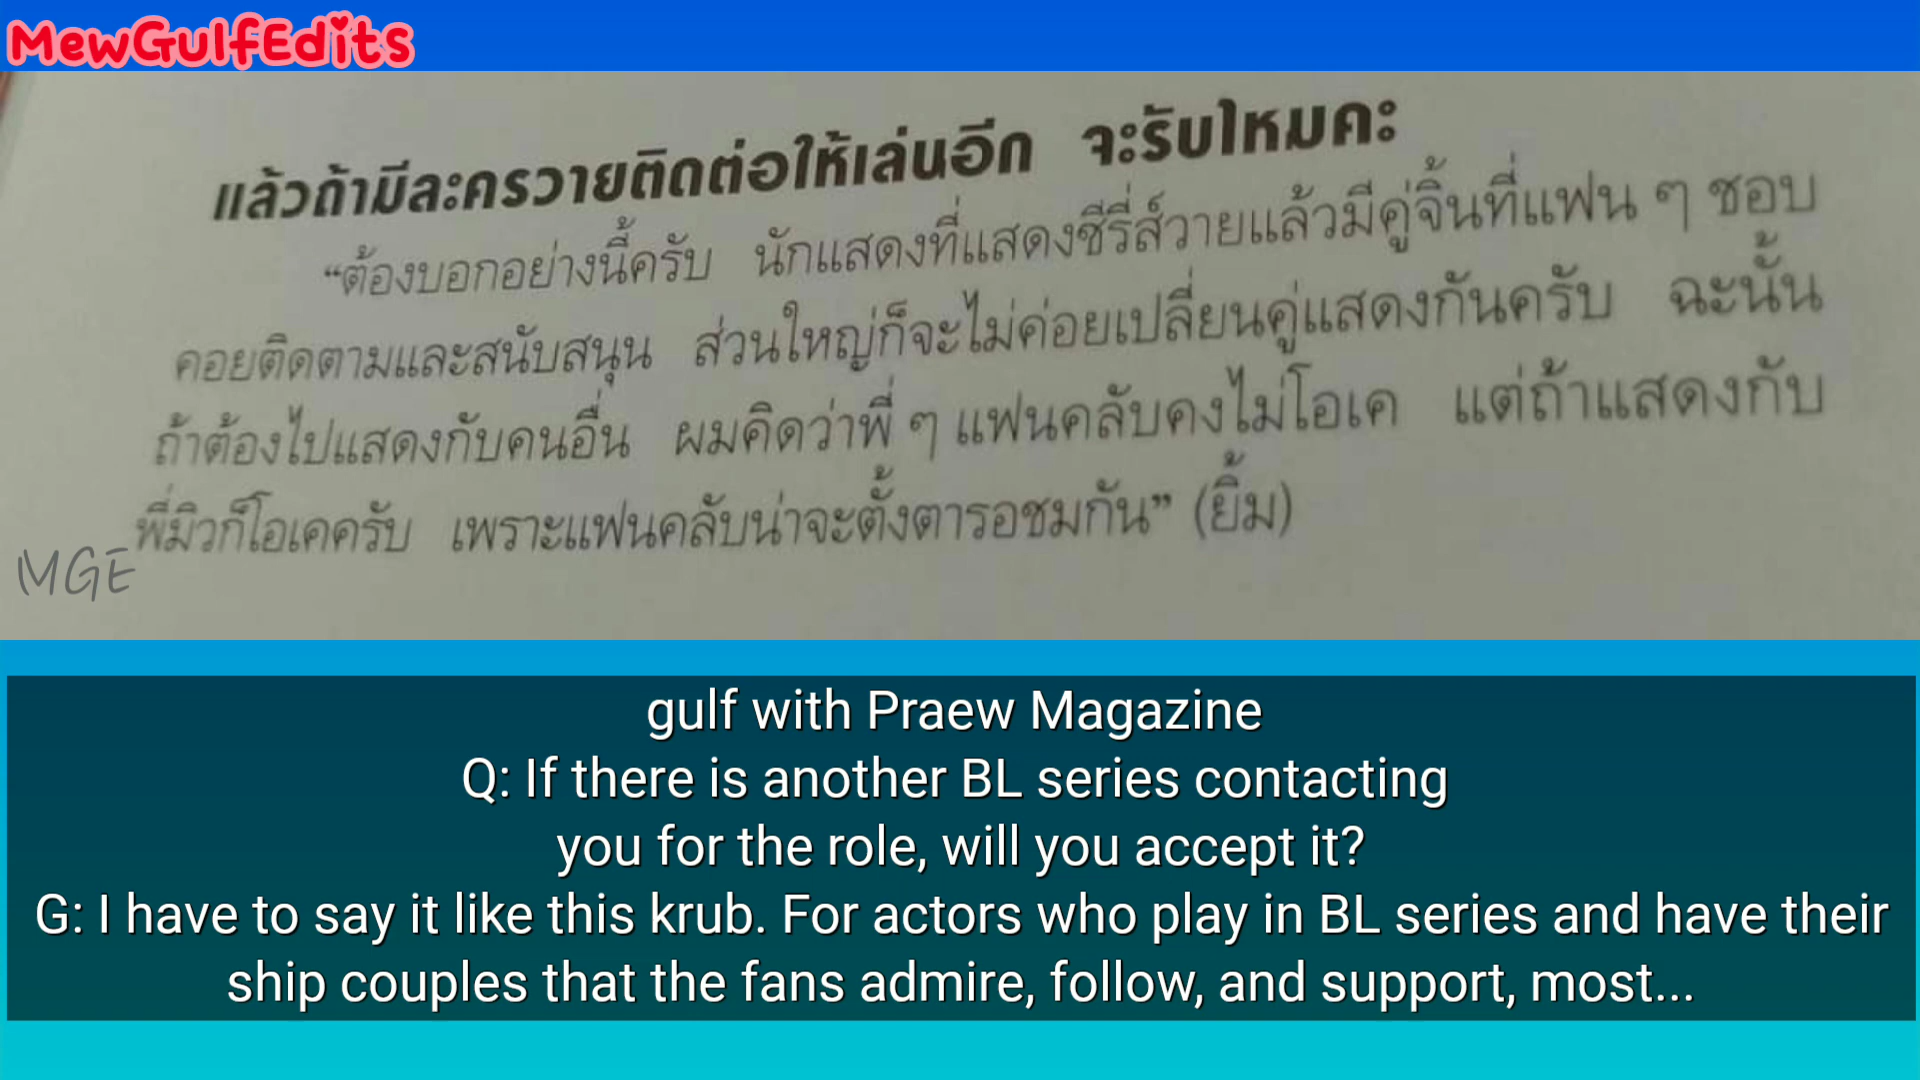 MewGulfEdits
แล้วถ้ามีละครวายติดต่อให้เล่นอีก จะรับไหมคะ
“ต้องบอกอย่างนี้ครับ นักแสดงที่แสดงซีรี่ส์วายแล้วมีคู่จิ้นที่แฟน ๆ ชอบ
คอยติดตามและสนับสนุน ส่วนใหญ่ก็จะไม่ค่อยเปลี่ยนคู่แสดงกันครับ ฉะนั้น
ถ้าต้องไปแสดงกับคนอื่น ผมคิดว่าพี่ ๆ แฟนคลับคงไม่โอเค แต่ถ้าแสดงกับ
พี่มิวก็โอเคครับ เพราะแฟนคลับน่าจะตั้งตารอชมกัน” (ยิ้ม)
MGE
gulf with Praew Magazine
Q: If there is another BL series contacting
you for the role, will you accept it?
G: I have to say it like this krub. For actors who play in BL series and have their
ship couples that the fans admire, follow, and support, most...